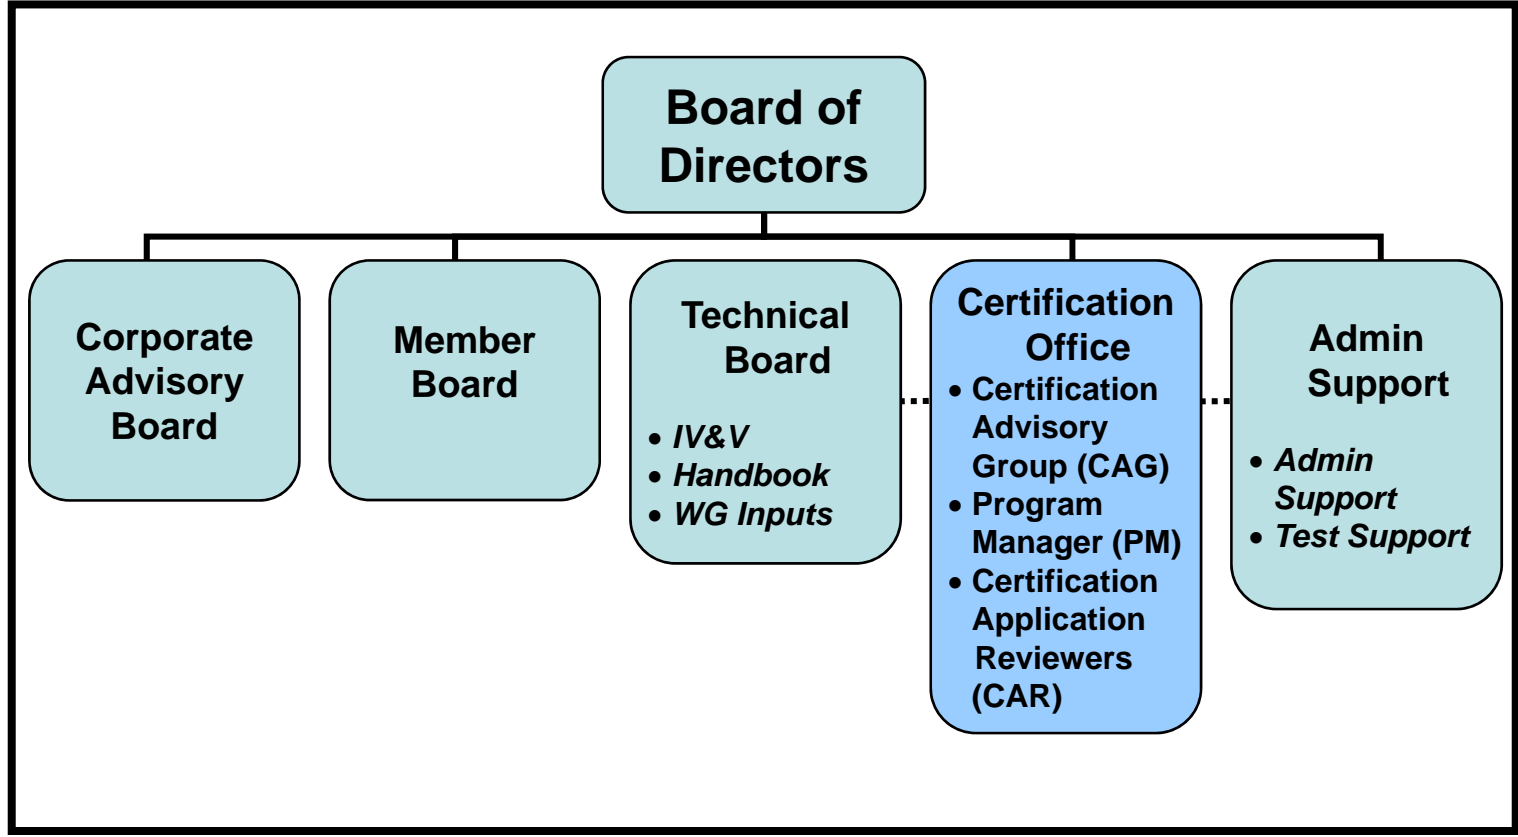 Board of
Directors
Corporate
Advisory
Board
Member
Board
Technical
Board
• IV&V
• Handbook
• WG Inputs
Certification
Office
• Certification
Advisory
Group (CAG)
• Program
Manager (PM)
• Certification
Application
Reviewers
(CAR)
Admin
Support
• Admin
Support
• Test Support